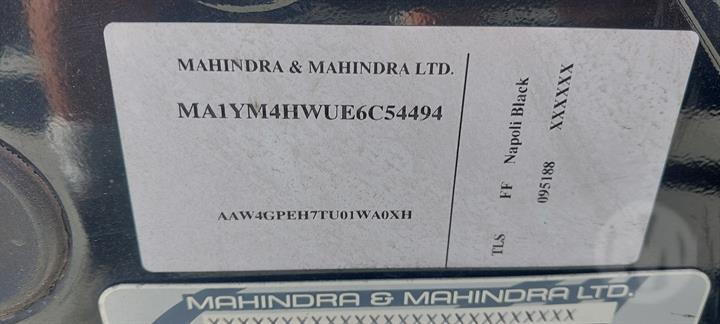 MAHINDRA & MAHINDRA LTD.
MA1YM4HWUE6C54494
AAW4GPEH7TU01WA0XH
TLS FF Napoli Black
095188 XXXXXX
MAHINDRA & MAHINDRA LTD.
XXXXXXXXXXXXXXXXXXXXXXXXX